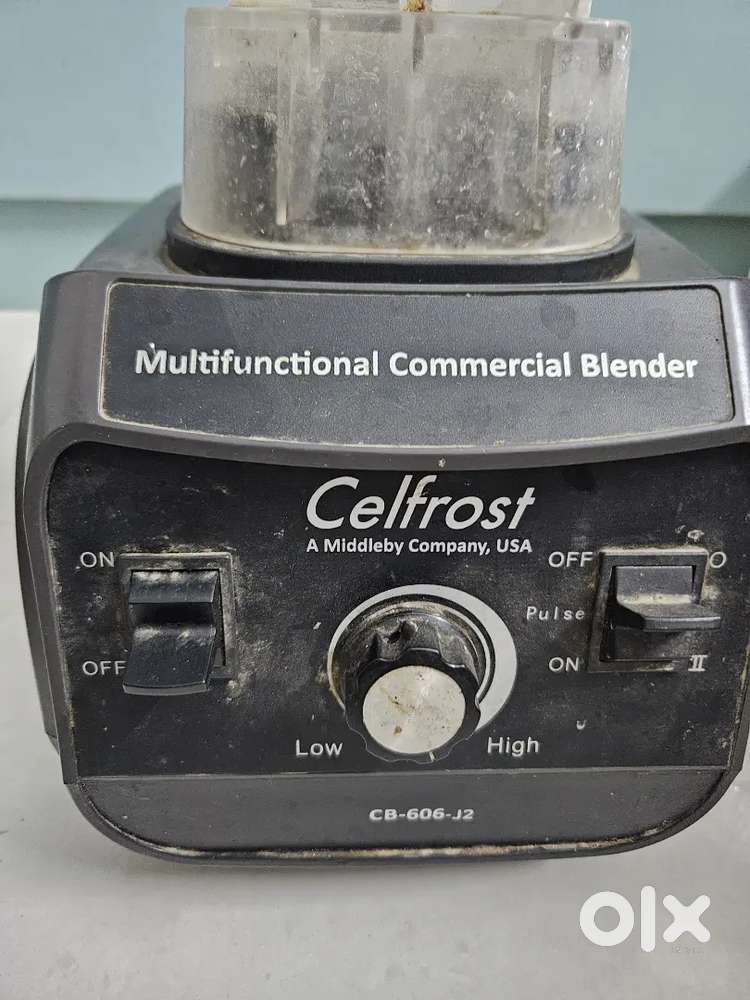 Multifunctional Commercial Blender
Celfrost
A Middleby Company, USA
ON
OFF
OFF O
Pulse
ON II
Low High
CB-606-J2
olx